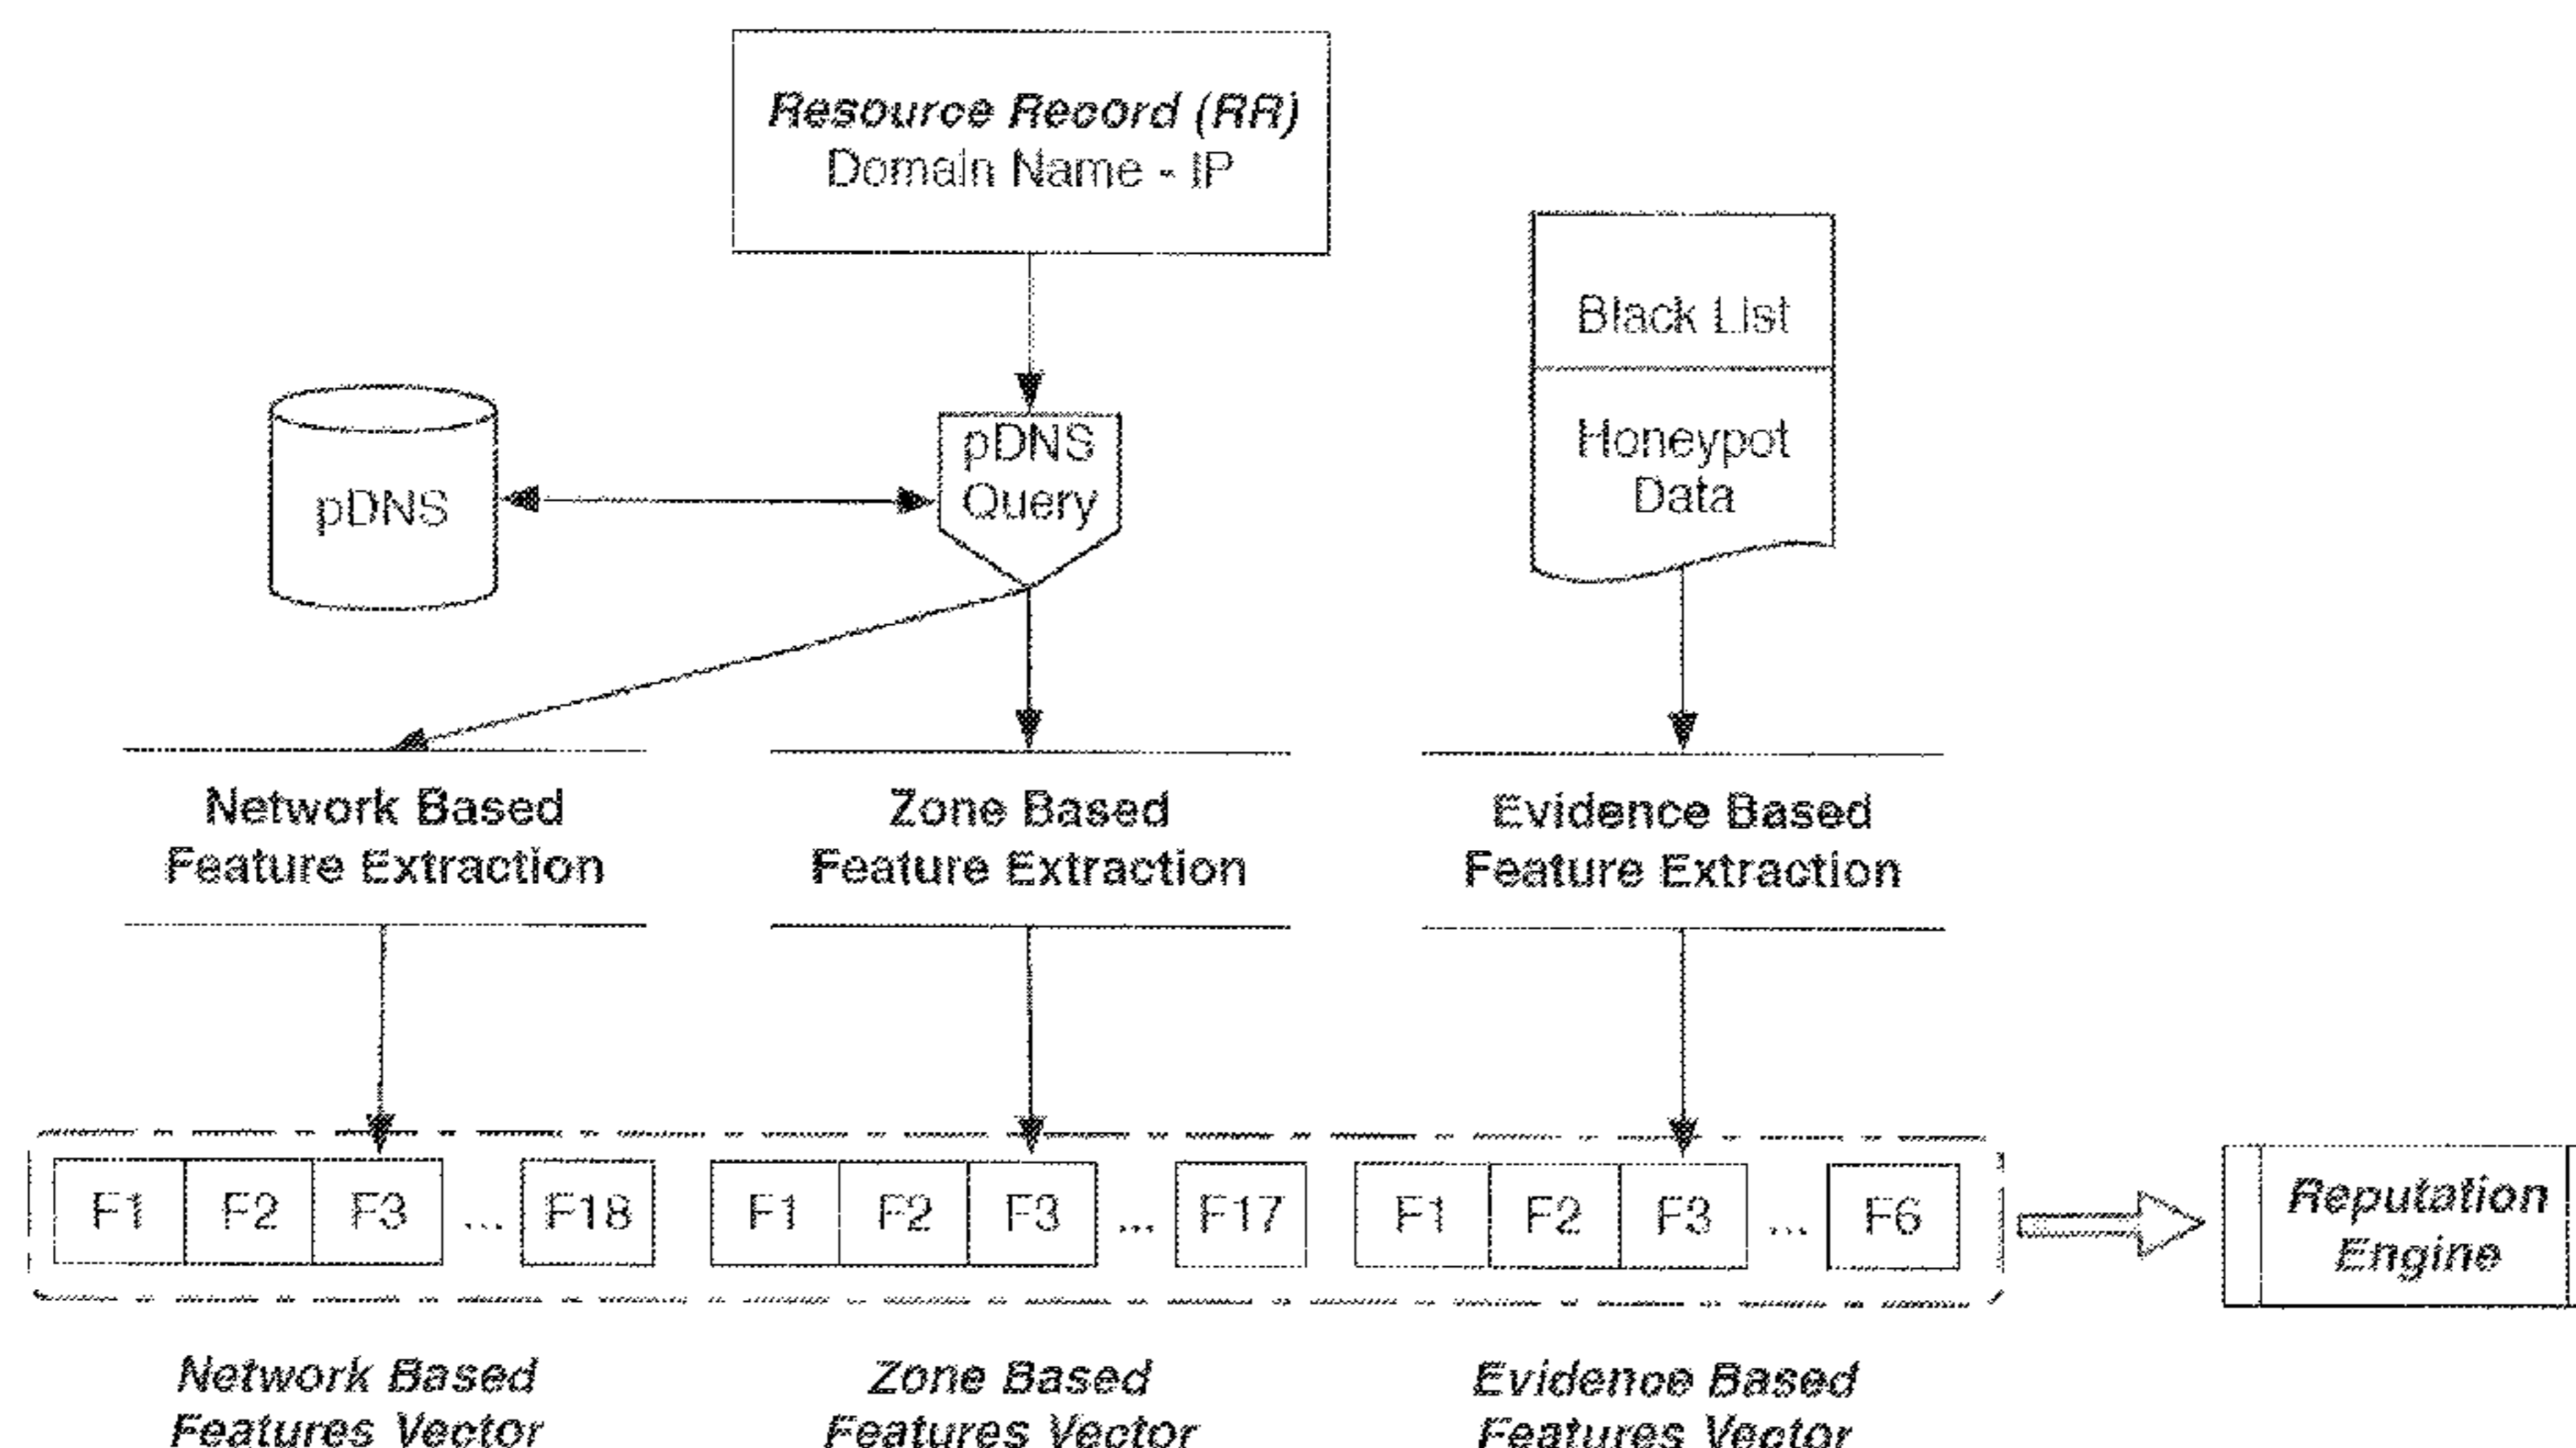 Resource Record (RR)
Domain Name - IP
Black List
Honeypot
Data
pDNS
pDNS
Query
Network Based
Feature Extraction
Zone Based
Feature Extraction
Evidence Based
Feature Extraction
F1 F2 F3 ... F18 F1 F2 F3 ... F17 F1 F2 F3 ... F6
Reputation
Engine
Network Based
Features Vector
Zone Based
Features Vector
Evidence Based
Features Vector